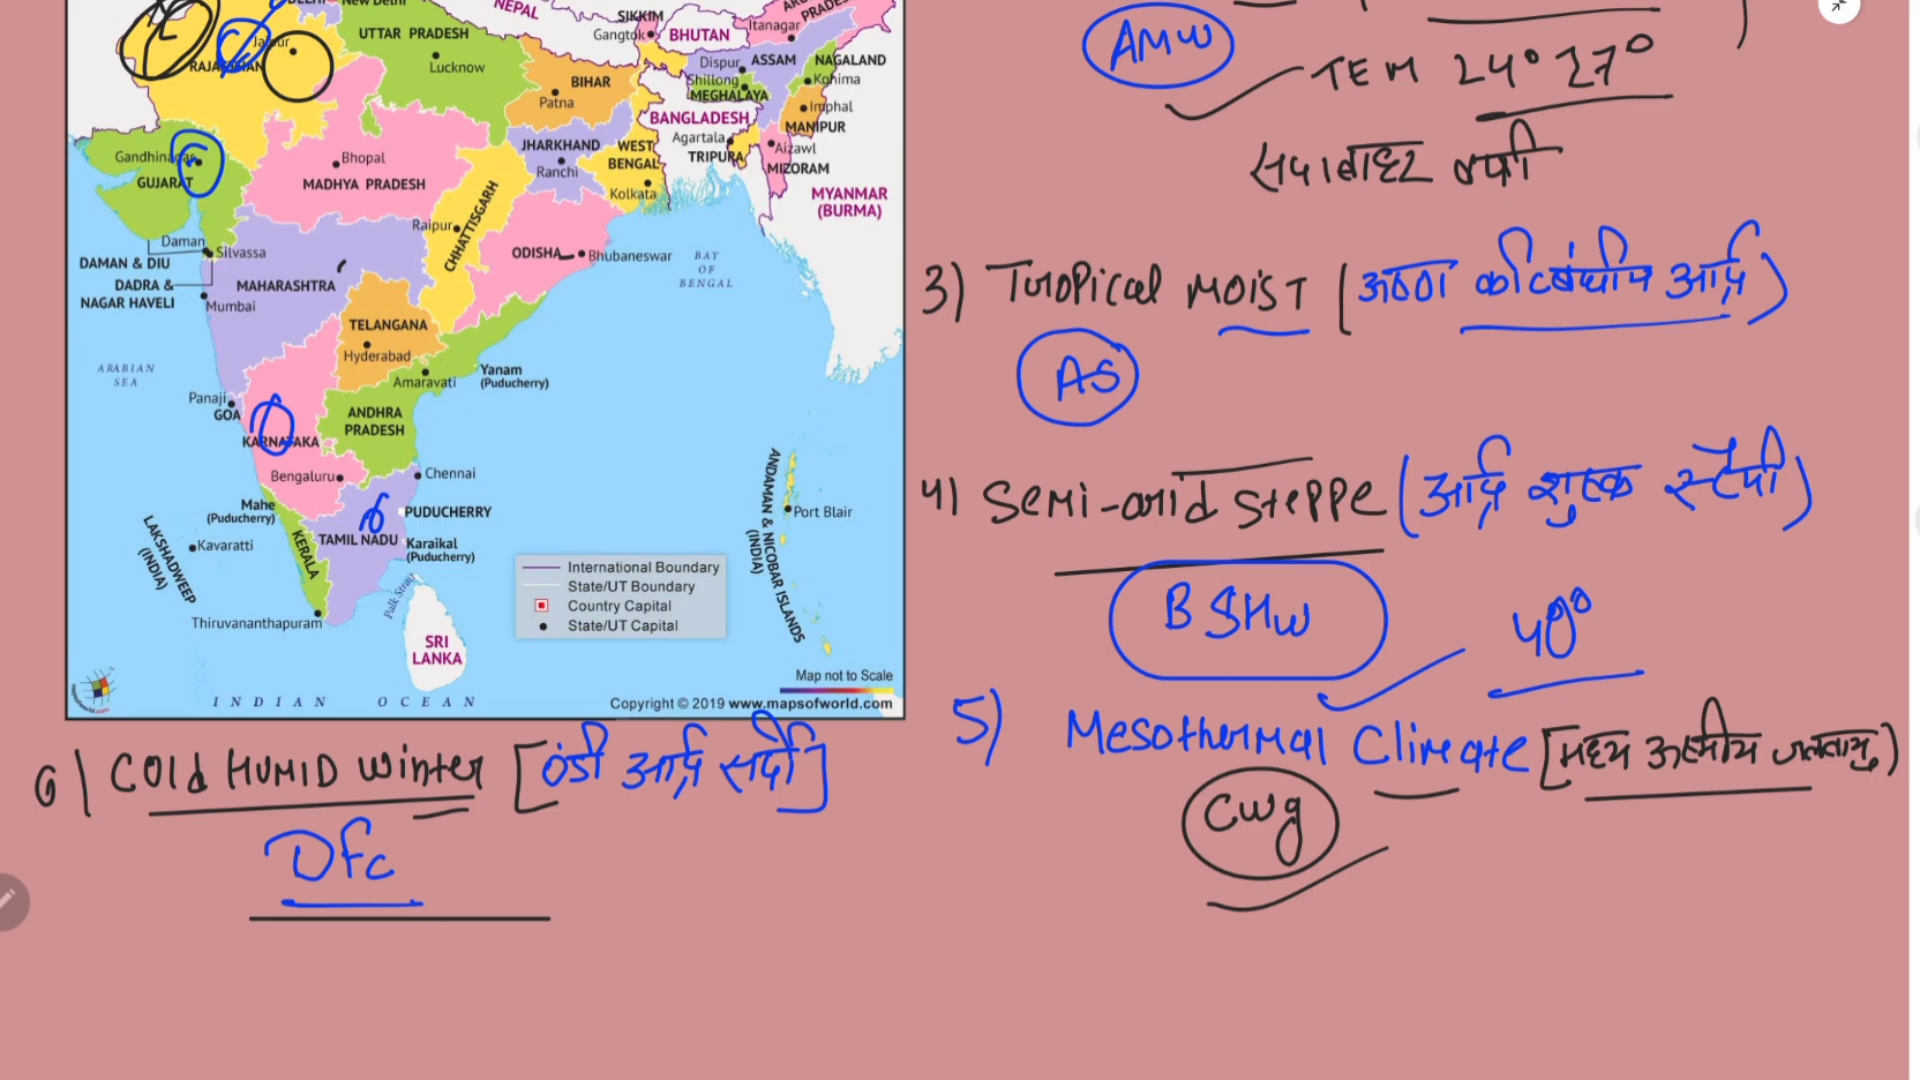 NEPAL
SIKKIM
Gangtok
BHUTAN
Itanagar
New Delhi
UTTAR PRADESH
Lucknow
RAJASTHAN
BIHAR
Patna
Dispur
ASSAM
NAGALAND
Shillong
Kohima
MEGHALAYA
Imphal
MANIPUR
BANGLADESH
Agartala
TRIPURA
Aizawl
MIZORAM
MYANMAR
(BURMA)
JHARKHAND
Ranchi
WEST
BENGAL
Kolkata
Gandhinagar
GUJARAT
Bhopal
MADHYA PRADESH
Raipur
CHHATTISGARH
ODISHA
Bhubaneswar
BAY
OF
BENGAL
Daman
Silvassa
DAMAN & DIU
DADRA &
NAGAR HAVELI
MAHARASHTRA
Mumbai
TELANGANA
Hyderabad
Amaravati
Yanam
(Puducherry)
ARABIAN
SEA
Panaji
GOA
ANDHRA
PRADESH
KARNATAKA
Bengaluru
Chennai
Mahe
(Puducherry)
PUDUCHERRY
TAMIL NADU
Karaikal
(Puducherry)
KERALA
LAKSHADWEEP
(INDIA)
Kavaratti
Thiruvananthapuram
Palk Strait
SRI
LANKA
ANDAMAN & NICOBAR ISLANDS
(INDIA)
Port Blair
International Boundary
State/UT Boundary
Country Capital
State/UT Capital
Map not to Scale
INDIAN OCEAN
Copyright © 2019 www.mapsofworld.com
AMW
TEM 24° 27°
वर्षा
3) Tropical MOIST (उष्ण कटिबंधीय आर्द्र)
AS
4) Semi-arid Steppe (आर्द्र शुष्क स्टैपी)
BSHW
40°
5) Mesothermal Climate [मध्य जलवायु)
Cwg
6) Cold HUMID Winter [ठंडी आर्द्र सर्दी]
Dfc